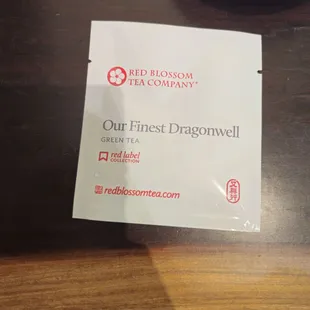 RED BLOSSOM
TEA COMPANY
Our Finest Dragonwell
GREEN TEA
red label
COLLECTION
redblossomtea.com